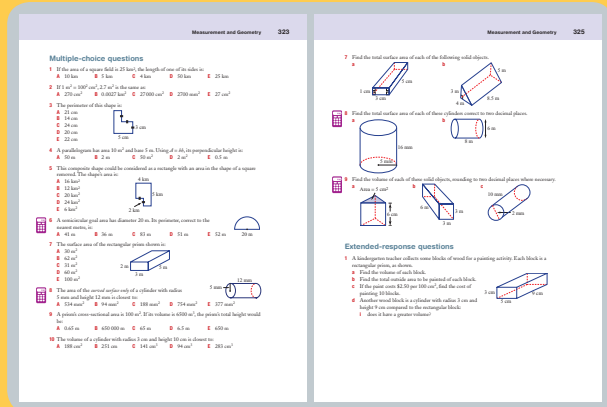 Measurement and Geometry 323
Multiple-choice questions
1 If the area of a square field is 25 km², the length of one of its sides is:
A 10 km B 5 km C 4 km D 50 km E 25 km
2 If 1 m² = 100² cm², 2.7 m² is the same as:
A 270 cm² B 0.0027 km² C 27 000 cm² D 2700 mm² E 27 cm²
3 The perimeter of this shape is:
A 21 cm
B 14 cm
C 24 cm
D 20 cm
E 22 cm
3 cm
5 cm
4 A parallelogram has area 10 m² and base 5 m. Using A = bh, its perpendicular height is:
A 50 m B 2 m C 50 m² D 2 m² E 0.5 m
5 This composite shape could be considered as a rectangle with an area in the shape of a square
removed. The shape's area is:
A 16 km²
B 12 km²
C 20 km²
D 24 km²
E 6 km²
4 km
5 km
2 km
6 A semicircular goal area has diameter 20 m. Its perimeter, correct to the
nearest metre, is:
A 41 m B 36 m C 83 m D 51 m E 52 m
20 m
7 The total surface area of the rectangular prism shown is:
A 30 m²
B 62 m²
C 31 m²
D 60 m²
E 100 m²
2 m
3 m
5 m
8 The area of the curved surface only of a cylinder with radius
5 mm and height 12 mm is closest to:
A 534 mm² B 94 mm² C 188 mm² D 754 mm² E 377 mm²
12 mm
5 mm
9 A prism's cross-sectional area is 100 m². If its volume is 6500 m³, the prism's total height would
be:
A 0.65 m B 650 000 m C 65 m D 6.5 m E 650 m
10 The volume of a cylinder with radius 3 cm and height 10 cm is closest to:
A 188 cm³ B 251 cm C 141 cm³ D 94 cm³ E 283 cm³
Measurement and Geometry 325
7 Find the total surface area of each of the following solid objects.
a b
1 cm
3 cm
5 cm
5 m
3 m
4 m
8.5 m
8 Find the total surface area of each of these cylinders correct to two decimal places.
a b
16 mm
5 mm
6 m
8 m
9 Find the volume of each of these solid objects, rounding to two decimal places where necessary.
a b c
Area = 5 cm²
6 cm
6 m
3 m
3 m
10 mm
2 mm
Extended-response questions
1 A kindergarten teacher collects some blocks of wood for a painting activity. Each block is a
rectangular prism, as shown.
a Find the volume of each block.
b Find the total outside area to be painted of each block.
c If the paint costs $2.50 per 100 cm², find the cost of
painting 10 blocks.
d Another wood block is a cylinder with radius 3 cm and
height 9 cm compared to the rectangular block:
i does it have a greater volume?
3 cm
5 cm
9 cm